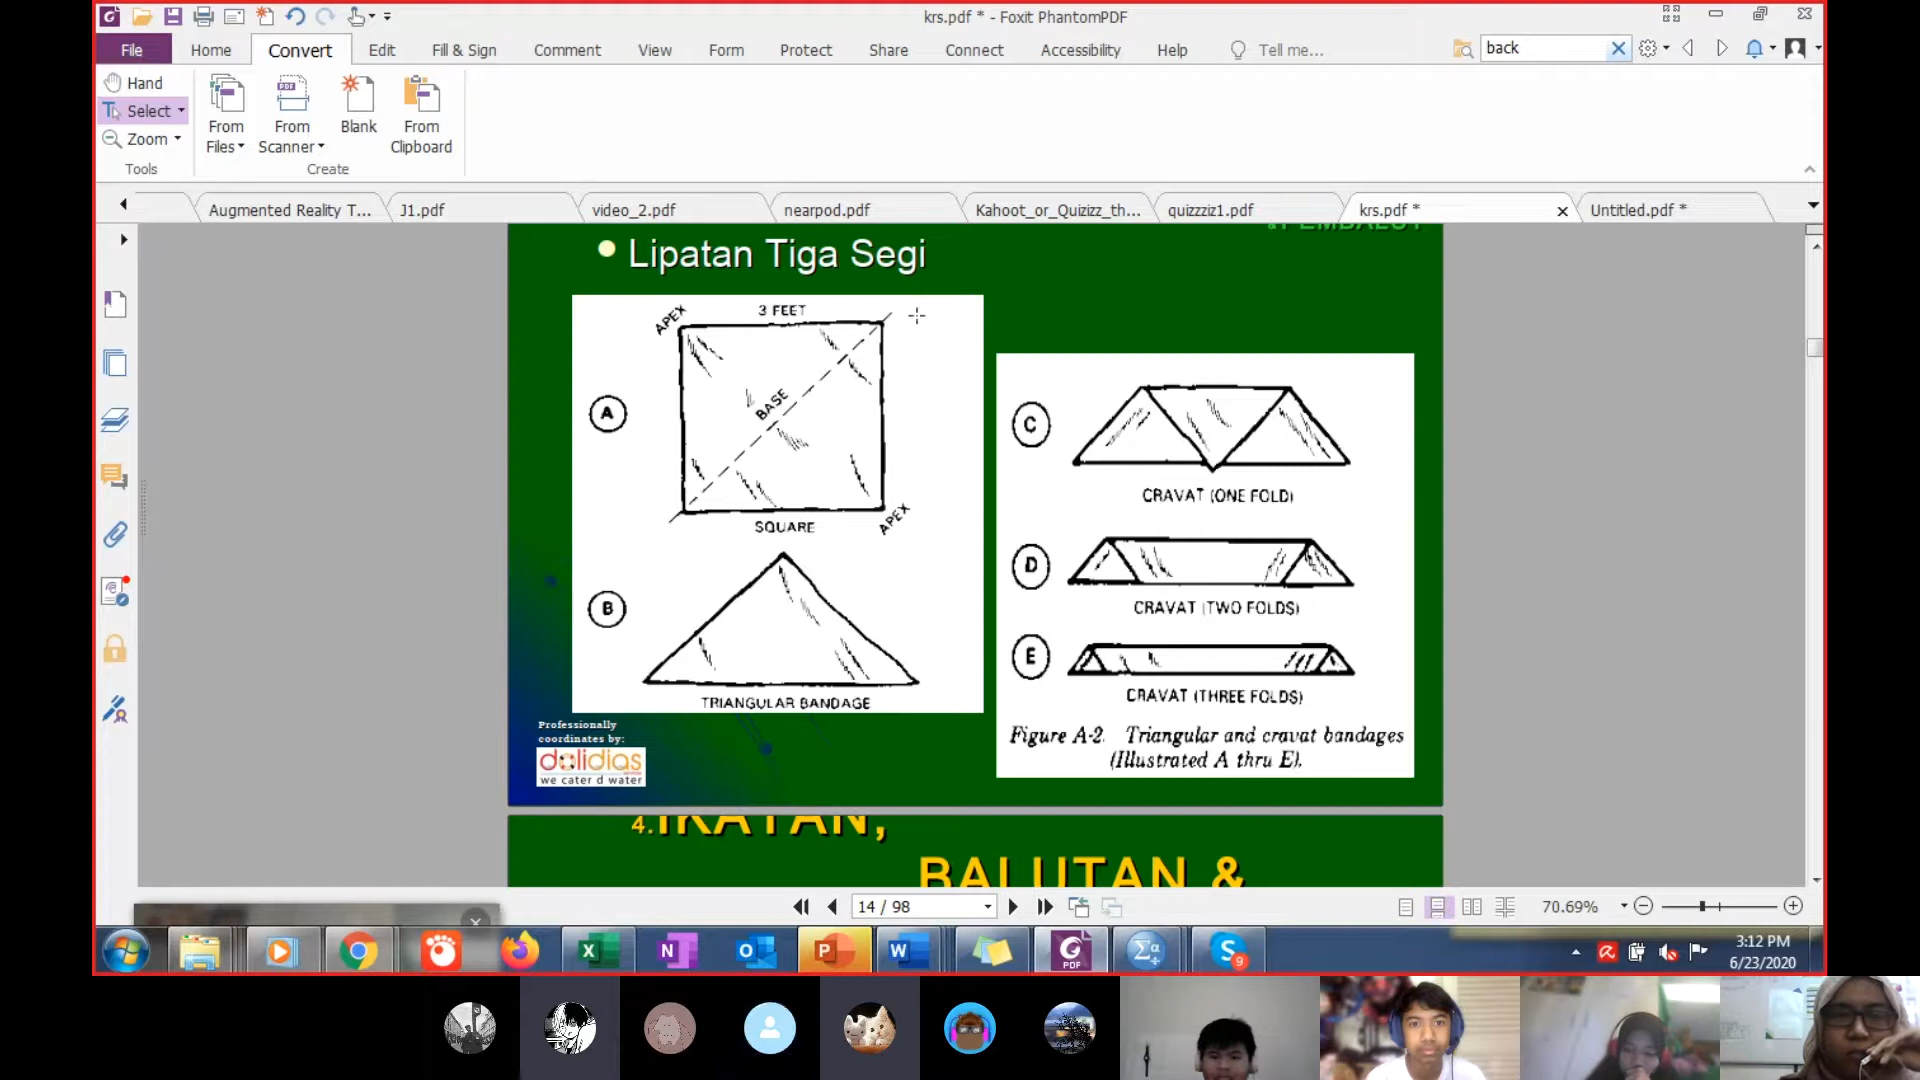 krs.pdf * - Foxit PhantomPDF
File Home Convert Edit Fill & Sign Comment View Form Protect Share Connect Accessibility Help Tell me... back
Hand
Select
Zoom
Tools
From Files
From Scanner
Blank
From Clipboard
Create
Augmented Reality T... J1.pdf video_2.pdf nearpod.pdf Kahoot_or_Quizizz_th... quizzziz1.pdf krs.pdf * Untitled.pdf *
Lipatan Tiga Segi
APEX
3 FEET
A
BASE
SQUARE
APEX
B
TRIANGULAR BANDAGE
C
CRAVAT (ONE FOLD)
D
CRAVAT (TWO FOLDS)
E
CRAVAT (THREE FOLDS)
Figure A-2. Triangular and cravat bandages
(Illustrated A thru E).
Professionally
coordinates by:
dolidias
we cater d water
4.IKATAN,
BALUTAN &
14 / 98
70.69%
3:12 PM
6/23/2020